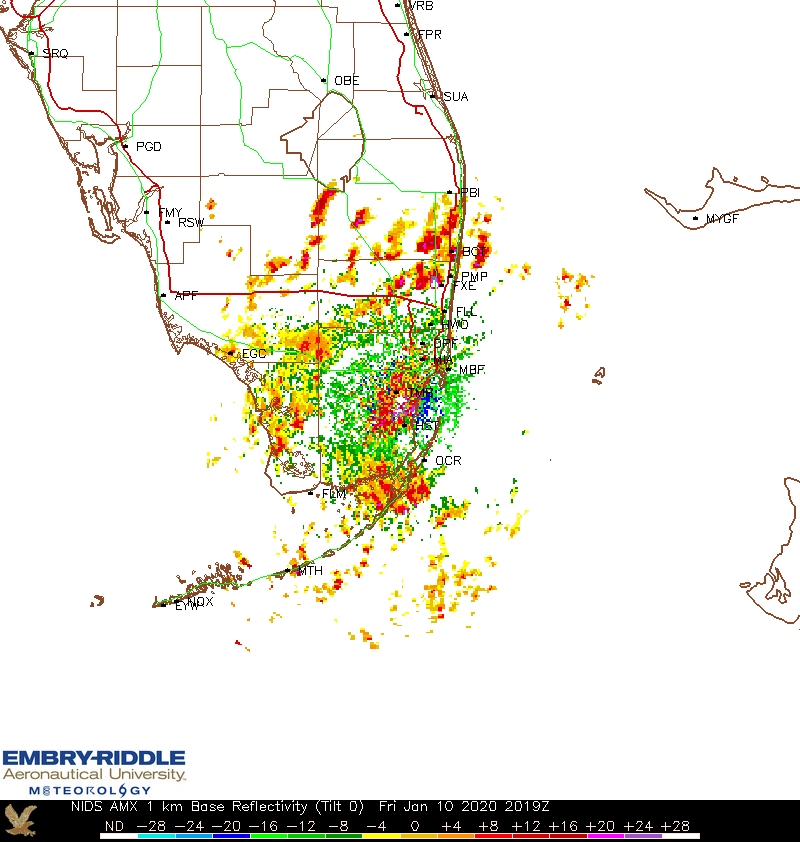 VRB
FPR
SRQ
OBE
SUA
PGD
PBI
FMY
RSW
MYGF
BCT
PMP
FXE
APF
FLL
HWO
OPF
EGC
MIA
MBF
TMB
HST
OCR
FLM
MTH
NQX
EYW
EMBRY-RIDDLE
Aeronautical University
METEOROLOGY
NIDS AMX 1 km Base Reflectivity (Tilt 0) Fri Jan 10 2020 2019Z
ND -28 -24 -20 -16 -12 -8 -4 0 +4 +8 +12 +16 +20 +24 +28